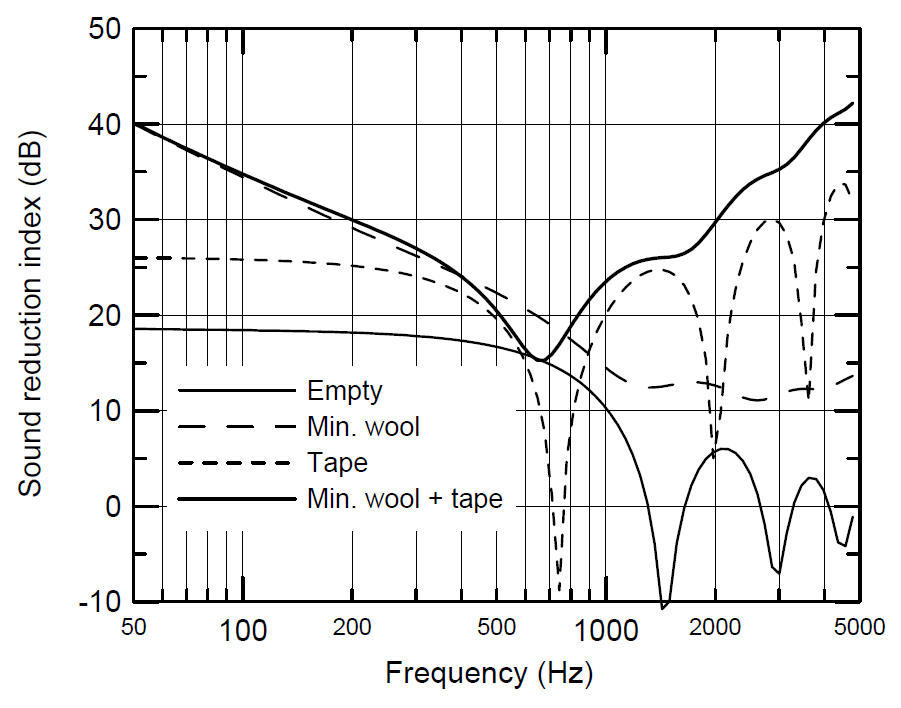 50
40
30
20
10
0
-10
Sound reduction index (dB)
Empty
Min. wool
Tape
Min. wool + tape
50 100 200 500 1000 2000 5000
Frequency (Hz)